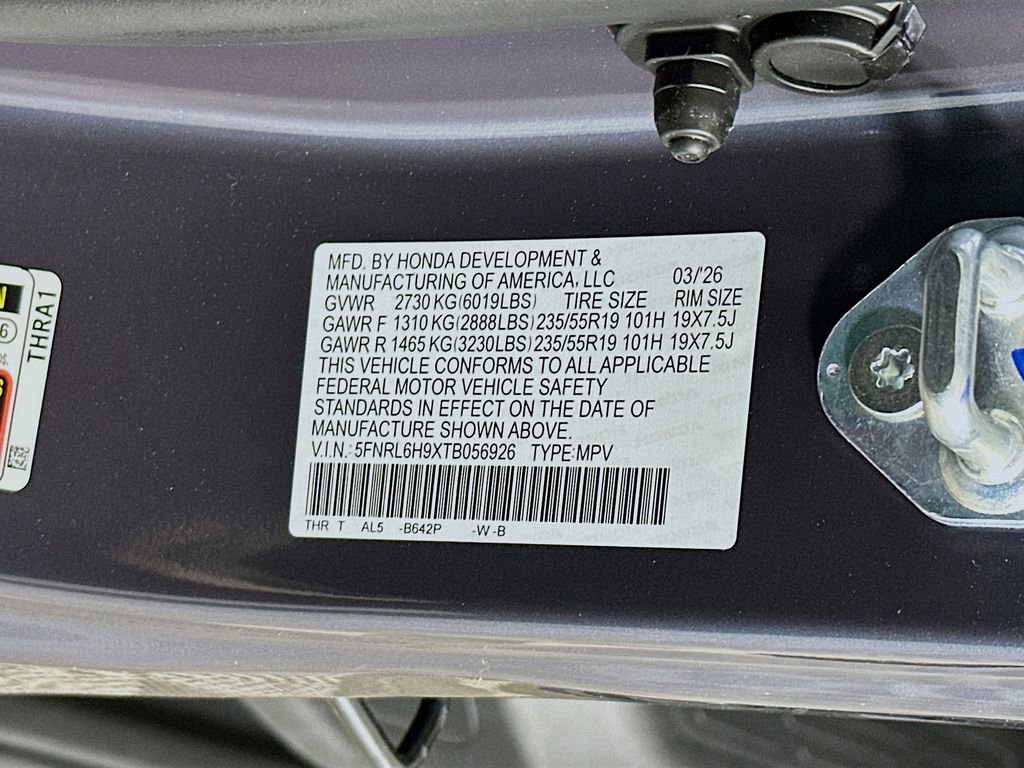 MFD. BY HONDA DEVELOPMENT &
MANUFACTURING OF AMERICA, LLC 03/'26
GVWR 2730 KG(6019LBS) TIRE SIZE RIM SIZE
GAWR F 1310 KG(2888LBS) 235/55R19 101H 19X7.5J
GAWR R 1465 KG(3230LBS) 235/55R19 101H 19X7.5J
THIS VEHICLE CONFORMS TO ALL APPLICABLE
FEDERAL MOTOR VEHICLE SAFETY
STANDARDS IN EFFECT ON THE DATE OF
MANUFACTURE SHOWN ABOVE.
V.I.N.: 5FNRL6H9XTB056926 TYPE:MPV
THR T AL5 -B642P -W -B
THRA1